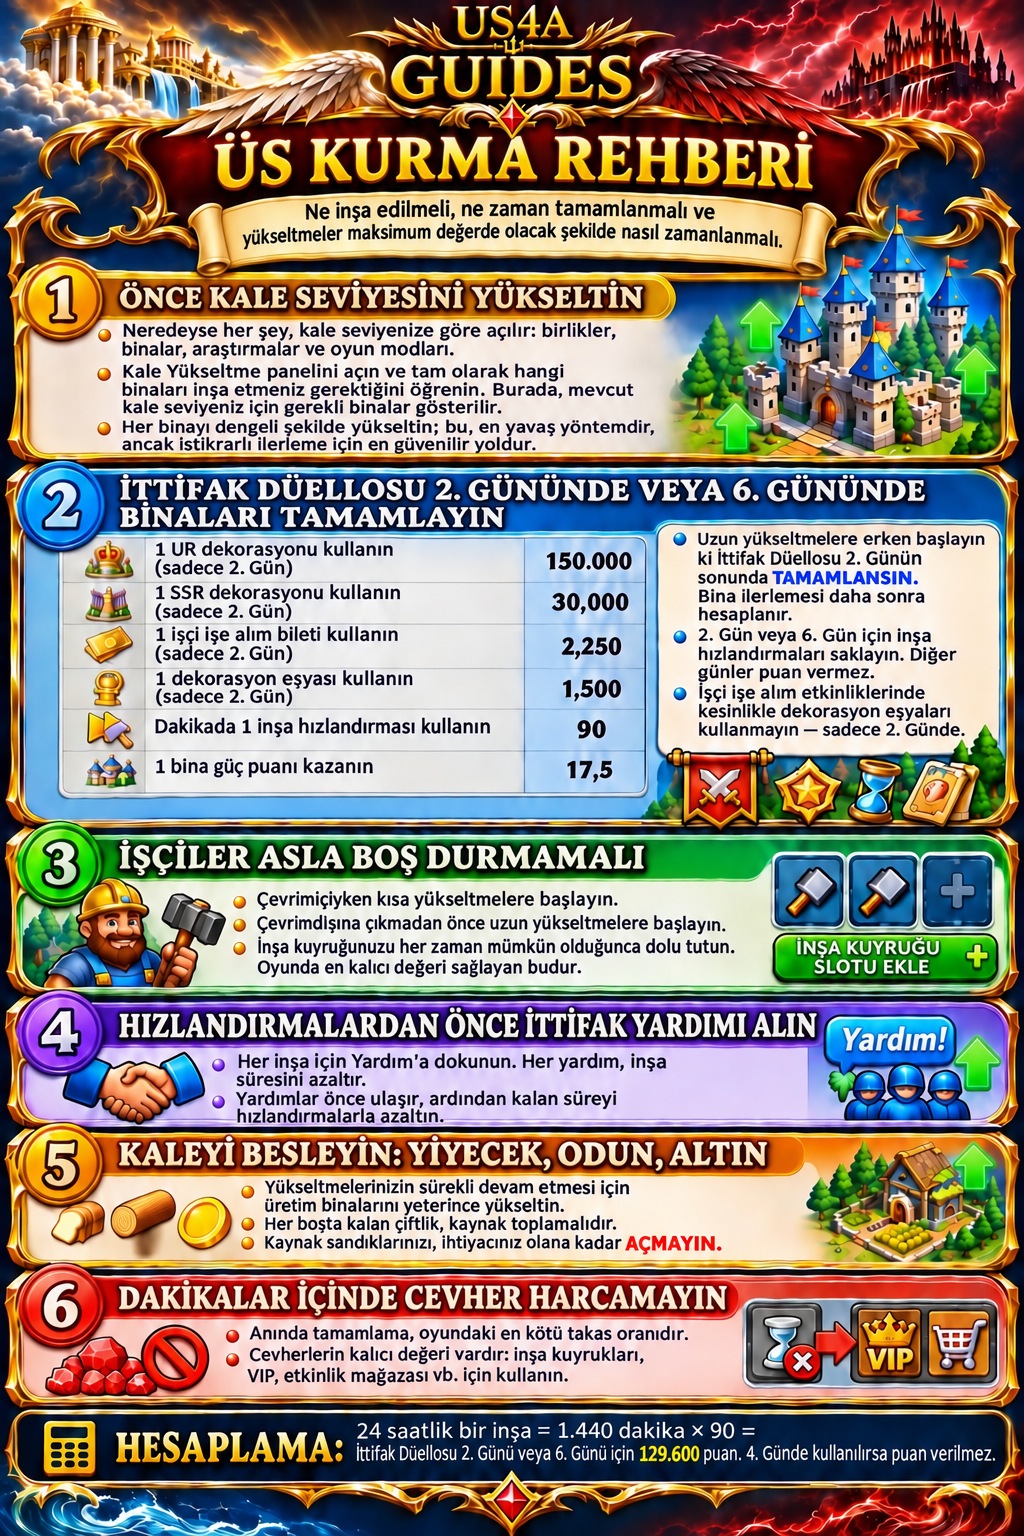 US4A
GUIDES
ÜS KURMA REHBERİ
Ne inşa edilmeli, ne zaman tamamlanmalı ve
yükseltmeler maksimum değerde olacak şekilde nasıl zamanlanmalı.
1
ÖNCE KALE SEVİYESİNİ YÜKSELTİN
Neredeyse her şey, kale seviyenize göre açılır: birlikler,
binalar, araştırmalar ve oyun modları.
Kale Yükseltme panelini açın ve tam olarak hangi
binaları inşa etmeniz gerektiğini öğrenin. Burada, mevcut
kale seviyeniz için gerekli binalar gösterilir.
Her binayı dengeli şekilde yükseltin; bu, en yavaş yöntemdir,
ancak istikrarlı ilerleme için en güvenilir yoldur.
2
İTTİFAK DÜELLOSU 2. GÜNÜNDE VEYA 6. GÜNÜNDE
BİNALARI TAMAMLAYIN
1 UR dekorasyonu kullanın
(sadece 2. Gün)
150.000
1 SSR dekorasyonu kullanın
(sadece 2. Gün)
30,000
1 işçi işe alım bileti kullanın
(sadece 2. Gün)
2,250
1 dekorasyon eşyası kullanın
(sadece 2. Gün)
1,500
Dakikada 1 inşa hızlandırması kullanın
90
1 bina güç puanı kazanın
17,5
Uzun yükseltmelere erken başlayın
ki İttifak Düellosu 2. Günün
sonunda TAMAMLANSIN.
Bina ilerlemesi daha sonra
hesaplanır.
2. Gün veya 6. Gün için inşa
hızlandırmaları saklayın. Diğer
günler puan vermez.
İşçi işe alım etkinliklerinde
kesinlikle dekorasyon eşyaları
kullanmayın — sadece 2. Günde.
3
İŞÇİLER ASLA BOŞ DURMAMALI
Çevrimiçiyken kısa yükseltmelere başlayın.
Çevrimdışına çıkmadan önce uzun yükseltmelere başlayın.
İnşa kuyruğunuzu her zaman mümkün olduğunca dolu tutun.
Oyunda en kalıcı değeri sağlayan budur.
İNŞA KUYRUĞU
SLOTU EKLE
4
HIZLANDIRMALARDAN ÖNCE İTTİFAK YARDIMI ALIN
Her inşa için Yardım'a dokunun. Her yardım, inşa
süresini azaltır.
Yardımlar önce ulaşır, ardından kalan süreyi
hızlandırmalarla azaltın.
Yardım!
5
KALEYİ BESLEYİN: YİYECEK, ODUN, ALTIN
Yükseltmelerinizin sürekli devam etmesi için
üretim binalarını yeterince yükseltin.
Her boşta kalan çiftlik, kaynak toplamalıdır.
Kaynak sandıklarınızı, ihtiyacınız olana kadar AÇMAYIN.
6
DAKİKALAR İÇİNDE CEVHER HARCAMAYIN
Anında tamamlama, oyundaki en kötü takas oranıdır.
Cevherlerin kalıcı değeri vardır: inşa kuyrukları,
VIP, etkinlik mağazası vb. için kullanın.
VIP
HESAPLAMA:
24 saatlik bir inşa = 1.440 dakika × 90 =
İttifak Düellosu 2. Günü veya 6. Günü için 129.600 puan. 4. Günde kullanılırsa puan verilmez.